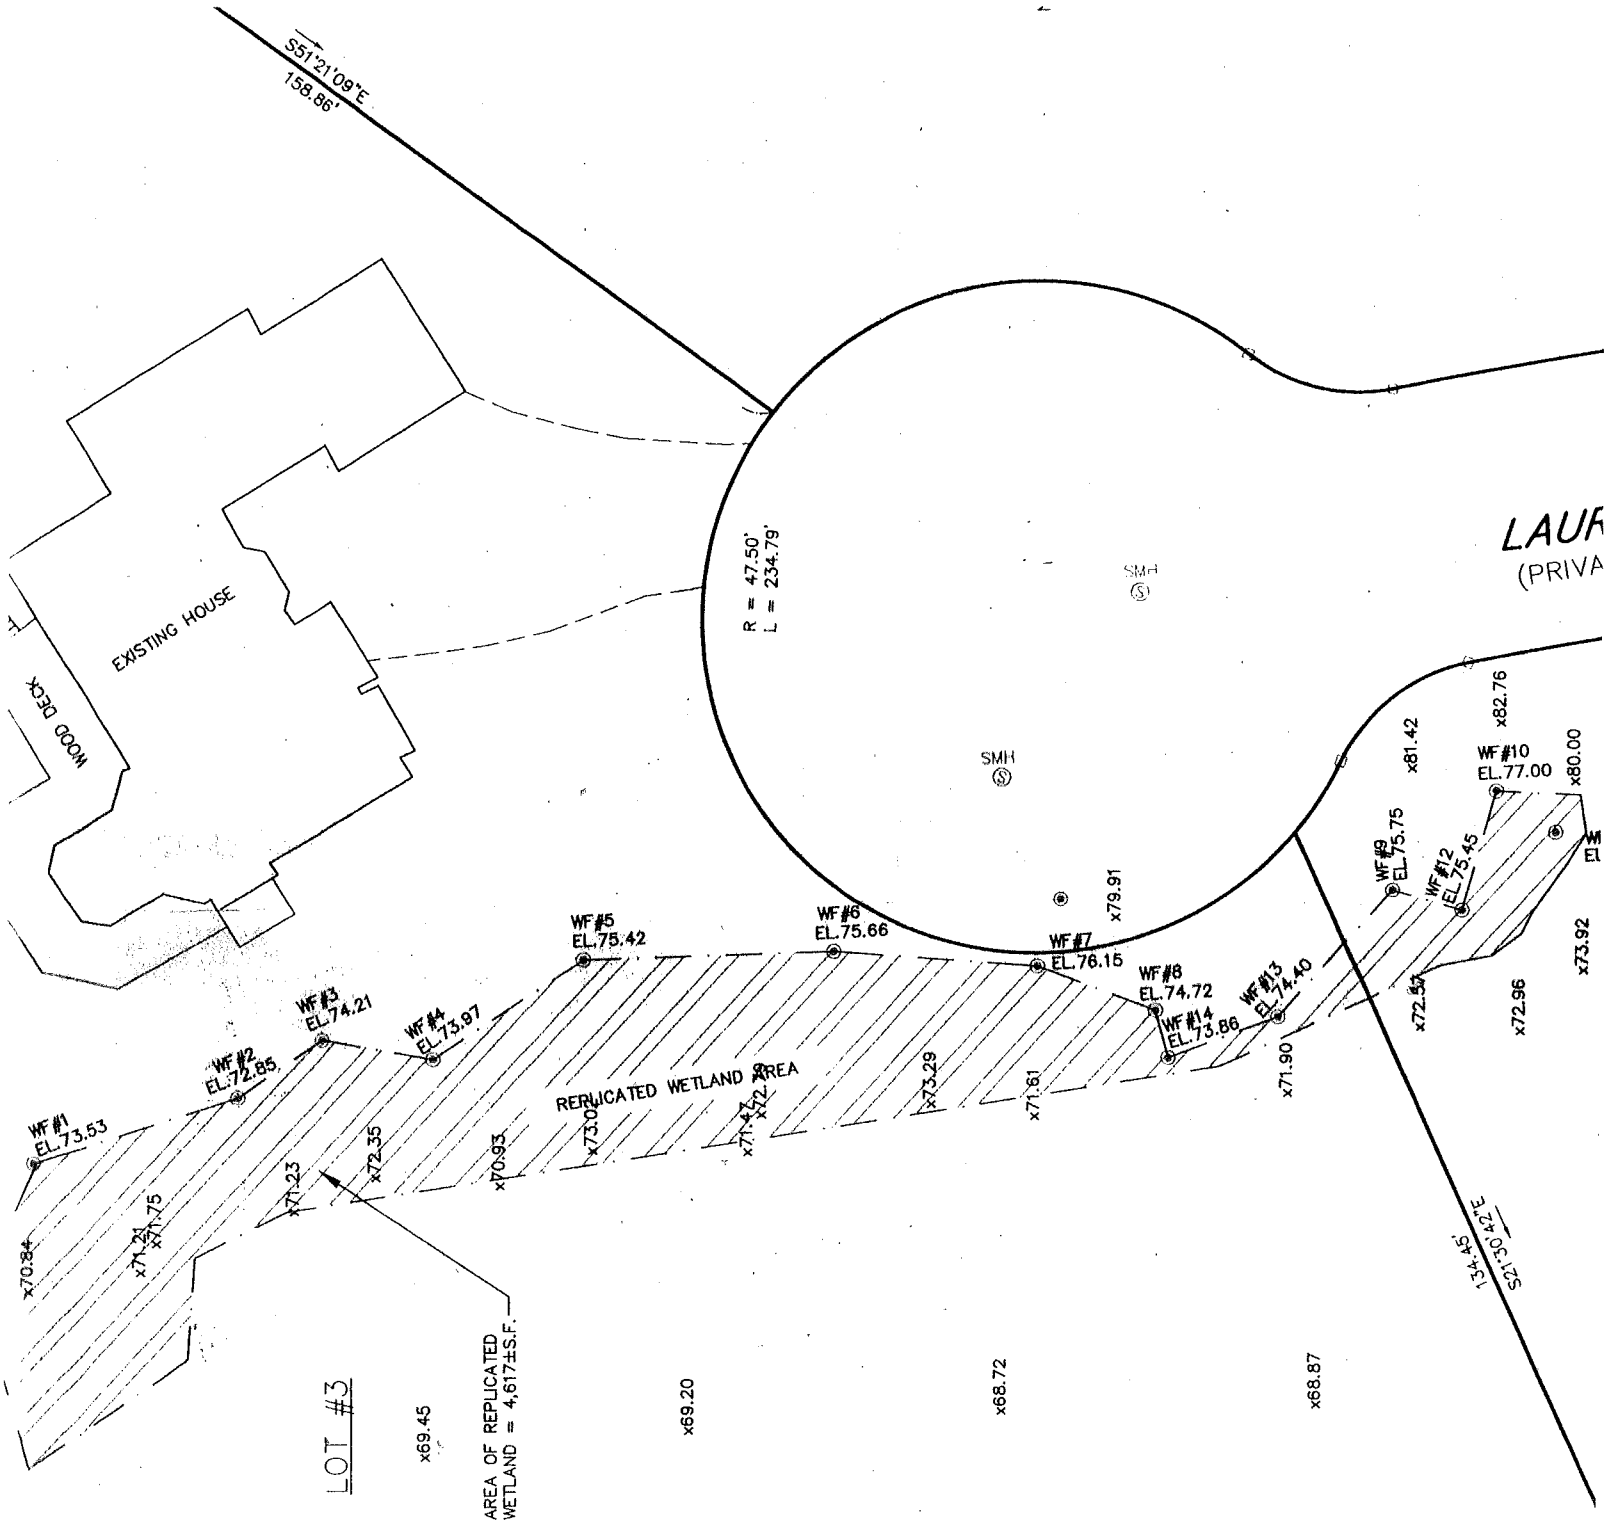 S51°21'09"E
158.86'
EXISTING HOUSE
WOOD DECK
R = 47.50'
L = 234.79'
SMH
S
SMH
S
LAUR
(PRIVA
x82.76
x81.42
WF#10
EL.77.00
x80.00
WF#9
EL.75.75
WF#12
EL.75.45
x79.91
WF#5
EL.75.42
WF#6
EL.75.66
WF#7
EL.76.15
WF#8
EL.74.72
WF#13
EL.74.40
WF#14
EL.73.86
x73.92
x72.96
x72.57
x71.90
WF#3
EL.74.21
WF#4
EL.73.97
WF#2
EL.72.85
WF#1
EL.73.53
REPLICATED WETLAND AREA
x73.29
x71.61
x71.47
x70.93
x72.35
x71.23
x71.75
x71.21
x70.84
134.45'
S21°30'42"E
LOT #3
x69.45
AREA OF REPLICATED
WETLAND = 4,617±S.F.
x69.20
x68.72
x68.87